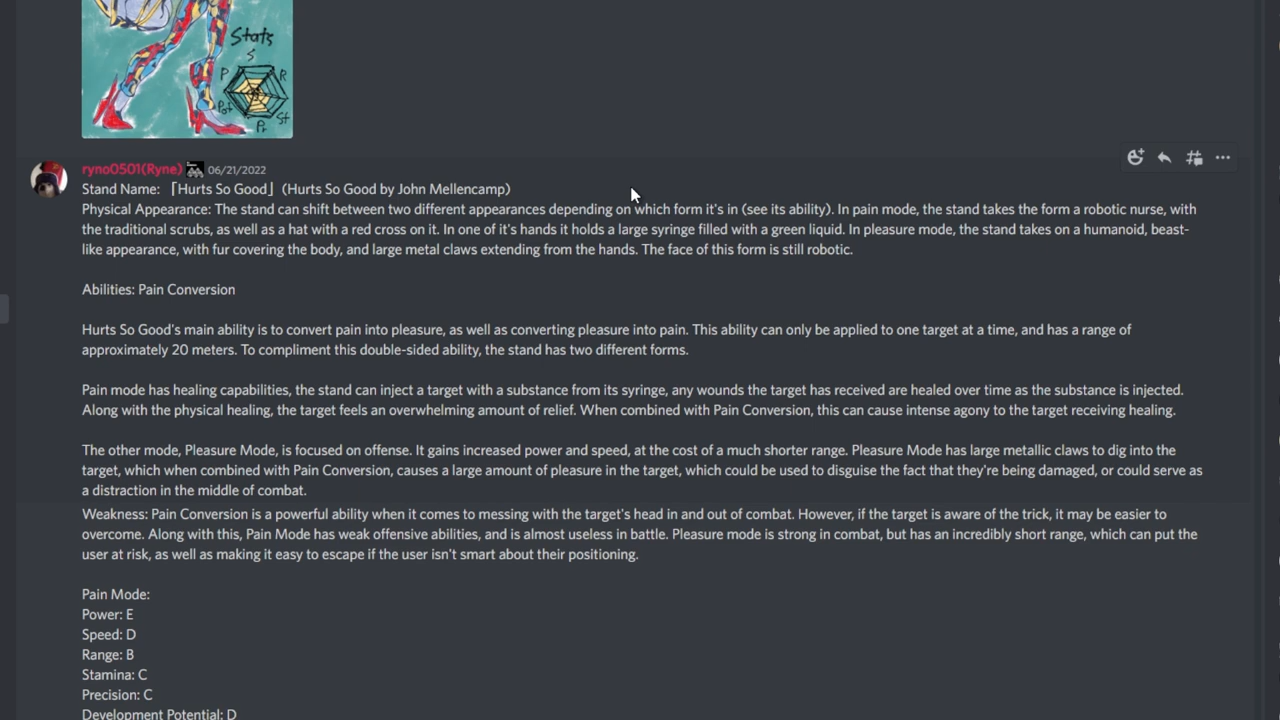 Stats
S
P R
Pot St
Pr
ryno0501(Ryne) 06/21/2022
Stand Name: 「Hurts So Good」 (Hurts So Good by John Mellencamp)
Physical Appearance: The stand can shift between two different appearances depending on which form it's in (see its ability). In pain mode, the stand takes the form a robotic nurse, with
the traditional scrubs, as well as a hat with a red cross on it. In one of it's hands it holds a large syringe filled with a green liquid. In pleasure mode, the stand takes on a humanoid, beast-
like appearance, with fur covering the body, and large metal claws extending from the hands. The face of this form is still robotic.
Abilities: Pain Conversion
Hurts So Good's main ability is to convert pain into pleasure, as well as converting pleasure into pain. This ability can only be applied to one target at a time, and has a range of
approximately 20 meters. To compliment this double-sided ability, the stand has two different forms.
Pain mode has healing capabilities, the stand can inject a target with a substance from its syringe, any wounds the target has received are healed over time as the substance is injected.
Along with the physical healing, the target feels an overwhelming amount of relief. When combined with Pain Conversion, this can cause intense agony to the target receiving healing.
The other mode, Pleasure Mode, is focused on offense. It gains increased power and speed, at the cost of a much shorter range. Pleasure Mode has large metallic claws to dig into the
target, which when combined with Pain Conversion, causes a large amount of pleasure in the target, which could be used to disguise the fact that they're being damaged, or could serve as
a distraction in the middle of combat.
Weakness: Pain Conversion is a powerful ability when it comes to messing with the target's head in and out of combat. However, if the target is aware of the trick, it may be easier to
overcome. Along with this, Pain Mode has weak offensive abilities, and is almost useless in battle. Pleasure mode is strong in combat, but has an incredibly short range, which can put the
user at risk, as well as making it easy to escape if the user isn't smart about their positioning.
Pain Mode:
Power: E
Speed: D
Range: B
Stamina: C
Precision: C
Development Potential: D